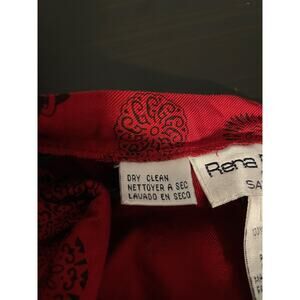 DRY CLEAN
NETTOYER A SEC
LAVADO EN SECO
Rena
SA